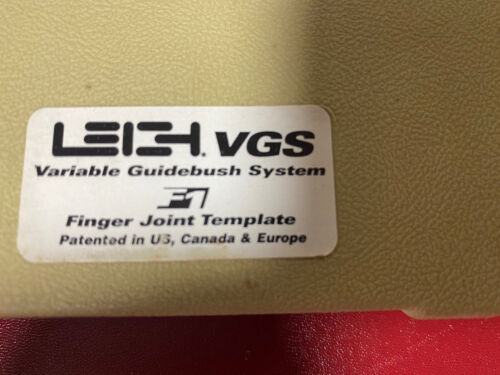 LEIGH® VGS
Variable Guidebush System
F1
Finger Joint Template
Patented in US, Canada & Europe